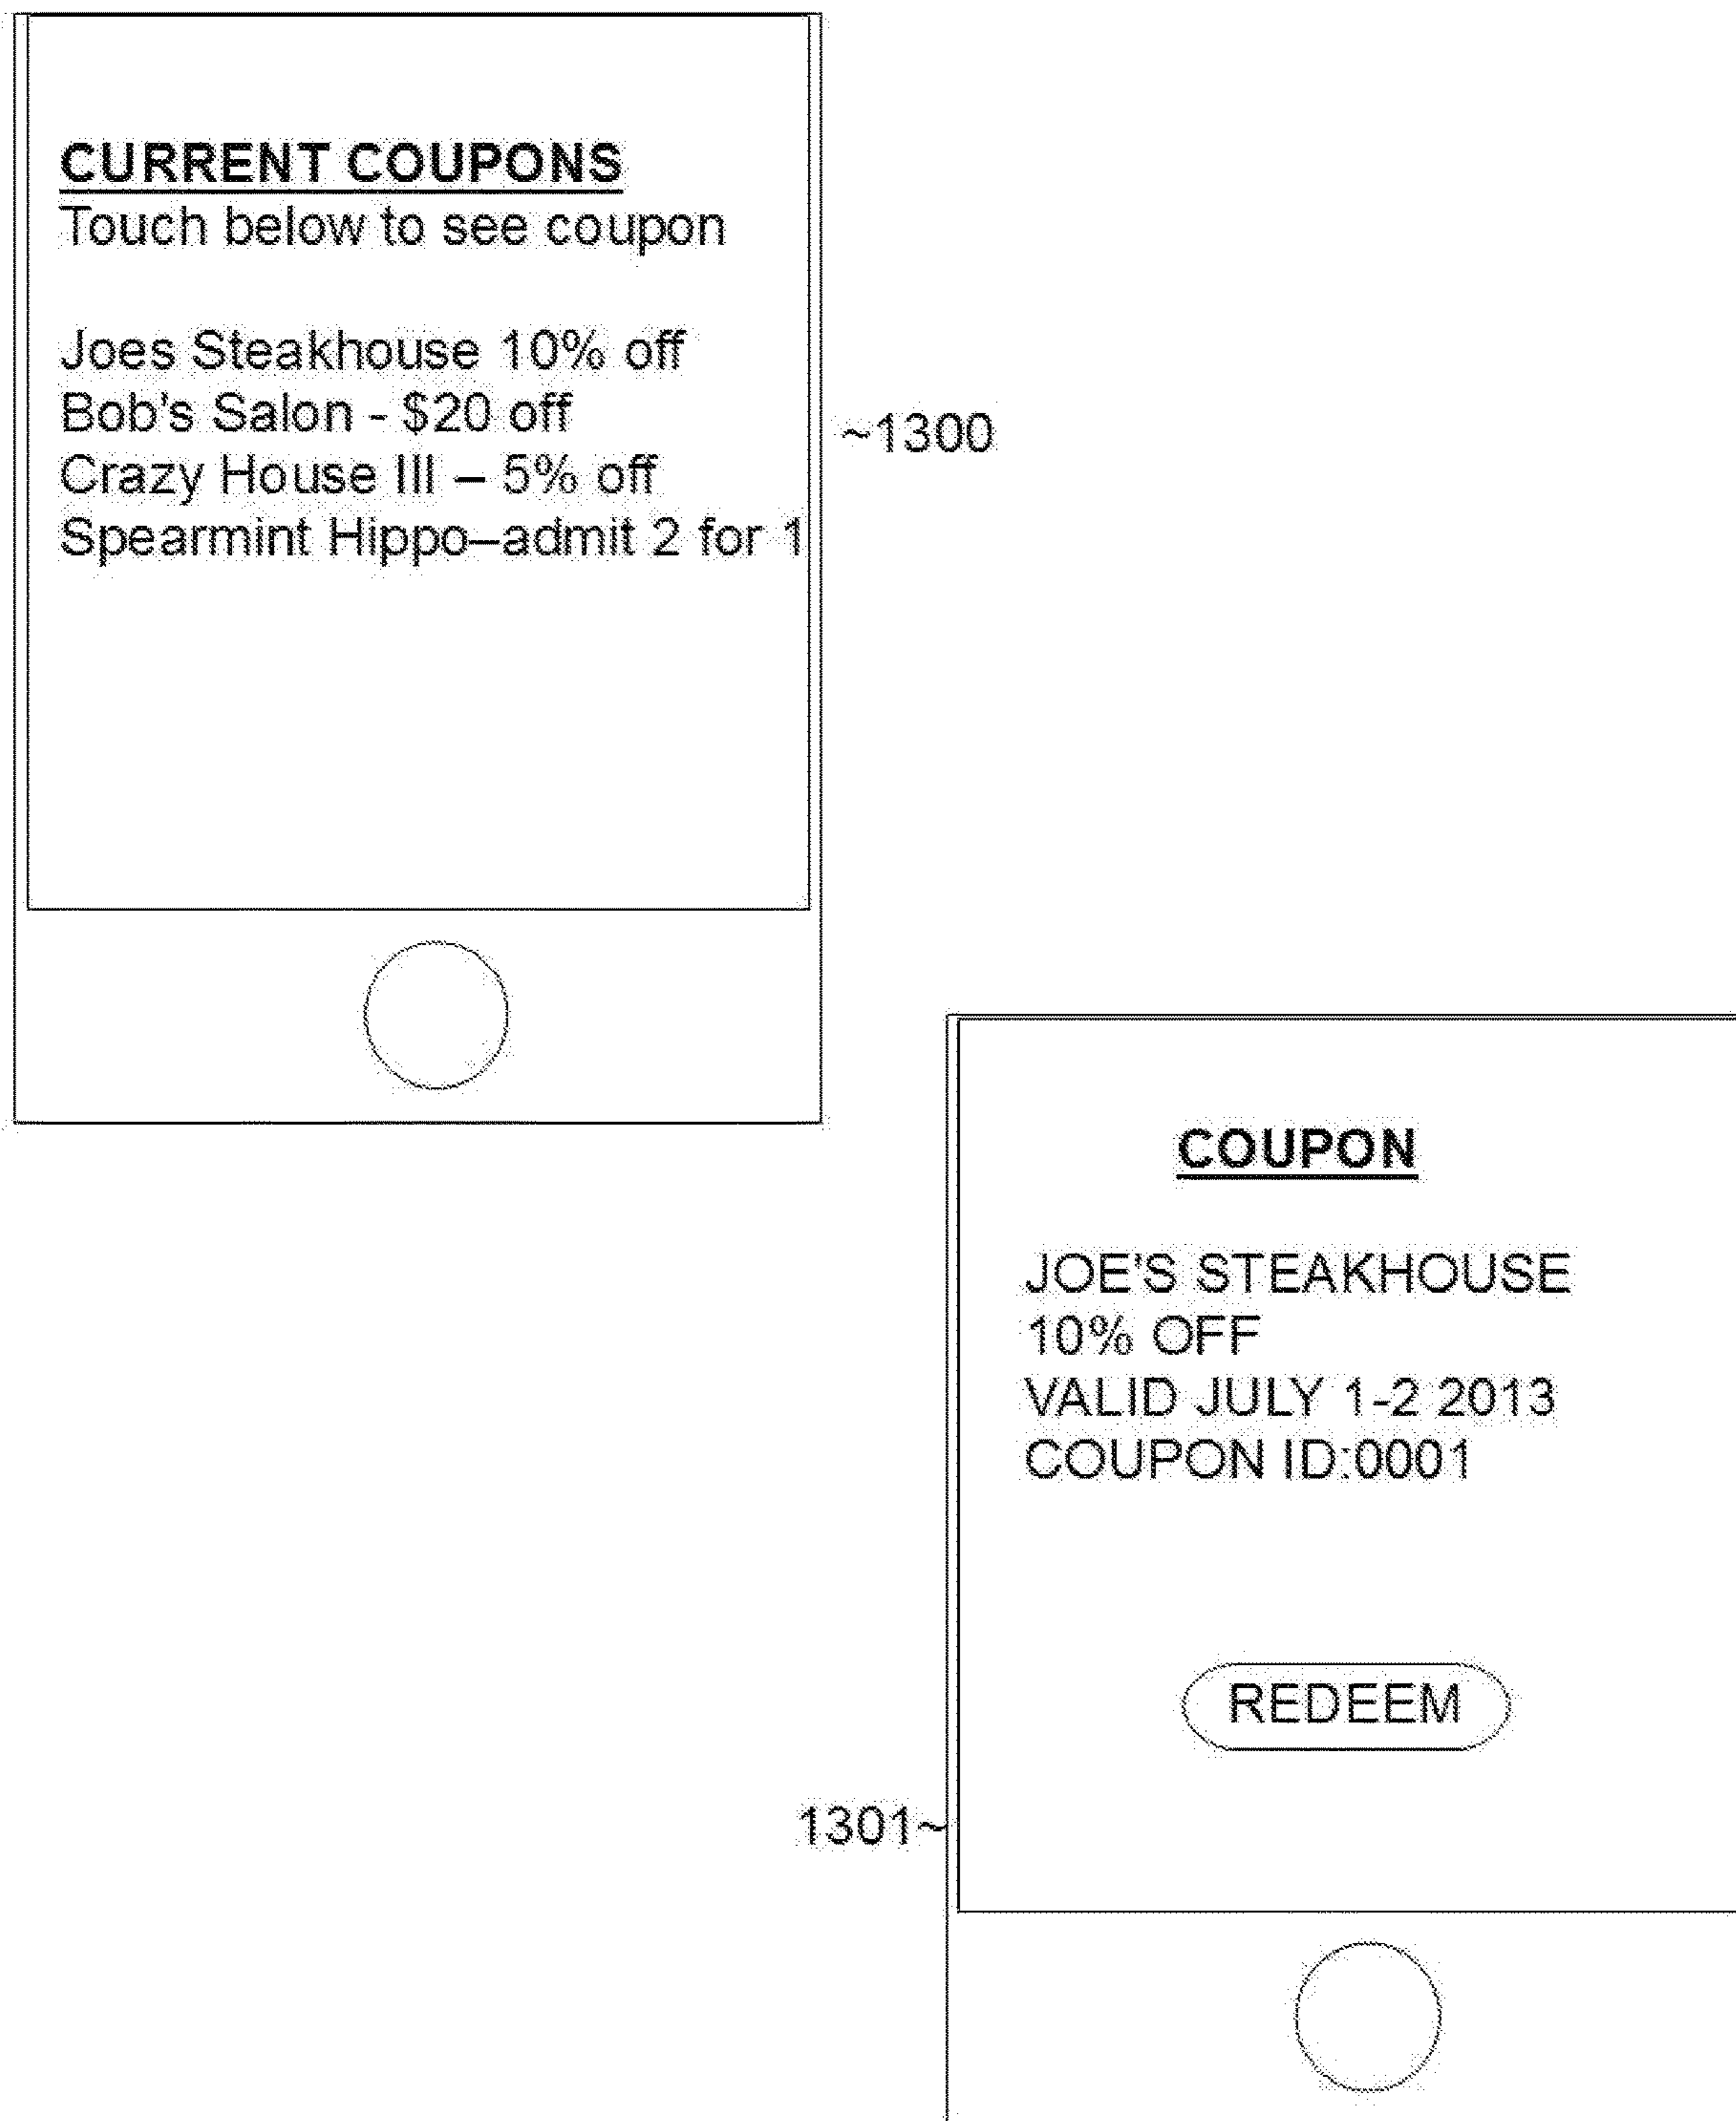 CURRENT COUPONS
Touch below to see coupon
Joes Steakhouse 10% off
Bob's Salon - $20 off
Crazy House III – 5% off
Spearmint Hippo–admit 2 for 1
~1300
COUPON
JOE'S STEAKHOUSE
10% OFF
VALID JULY 1-2 2013
COUPON ID:0001
REDEEM
1301~